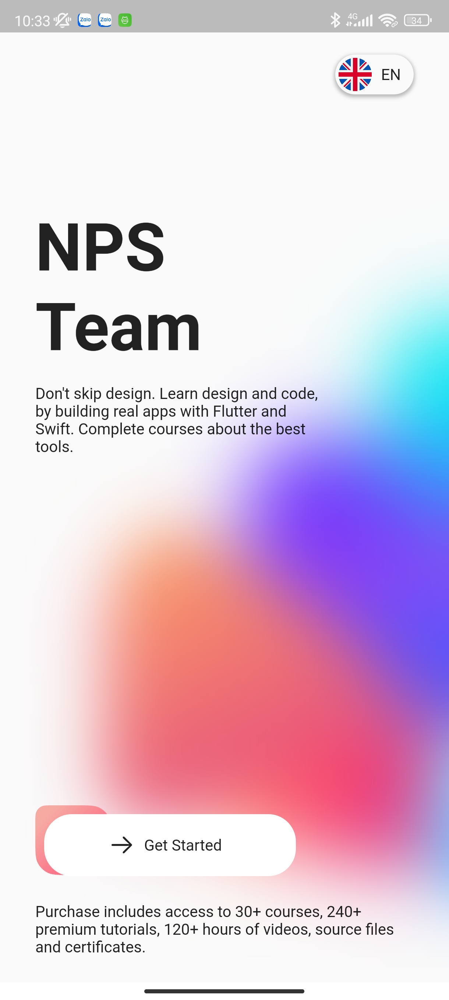 10:33 Zalo Zalo 4G 34
EN
NPS
Team
Don't skip design. Learn design and code,
by building real apps with Flutter and
Swift. Complete courses about the best
tools.
Get Started
Purchase includes access to 30+ courses, 240+
premium tutorials, 120+ hours of videos, source files
and certificates.